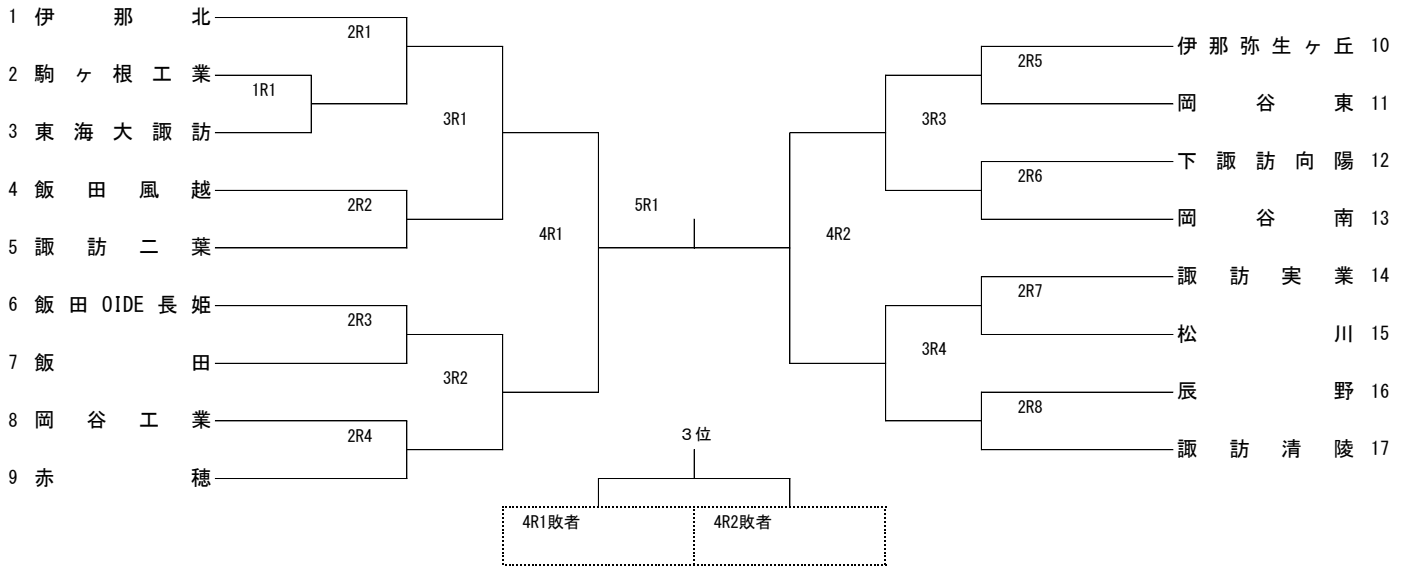 1 伊那北
2R1
2 駒ヶ根工業
1R1
3 東海大諏訪
3R1
4 飯田風越
2R2
5 諏訪二葉
4R1
6 飯田OIDE長姫
2R3
7 飯田
3R2
8 岡谷工業
2R4
9 赤穂
5R1
伊那弥生ヶ丘 10
2R5
岡谷東 11
3R3
下諏訪向陽 12
2R6
岡谷南 13
4R2
諏訪実業 14
2R7
松川 15
3R4
辰野 16
2R8
諏訪清陵 17
3位
4R1敗者 4R2敗者